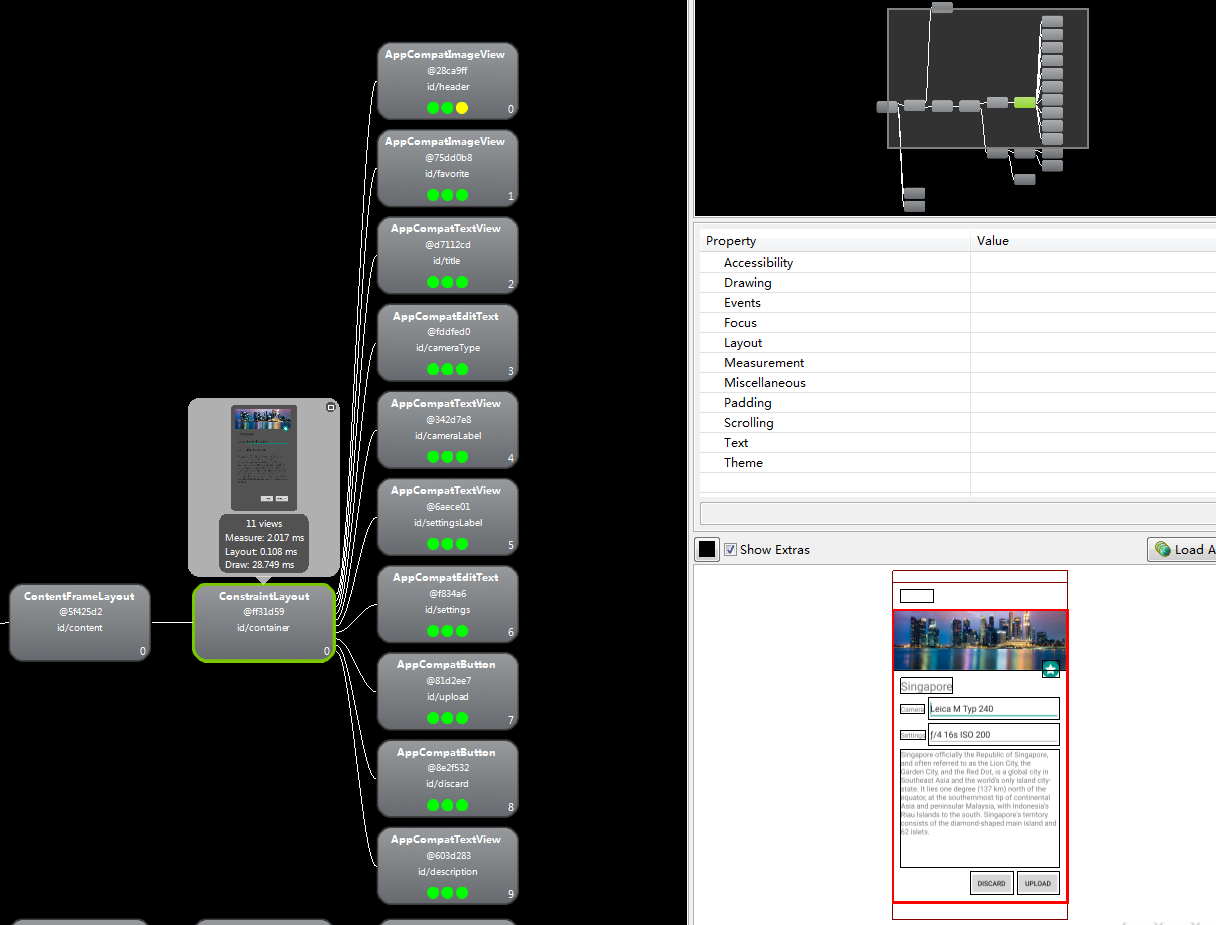 AppCompatImageView
@28ca9ff
id/header
0
AppCompatImageView
@75dd0b8
id/favorite
1
AppCompatTextView
@d7112cd
id/title
2
AppCompatEditText
@fddfed0
id/cameraType
3
AppCompatTextView
@342d7e8
id/cameraLabel
4
AppCompatTextView
@6aece01
id/settingsLabel
5
AppCompatEditText
@f834a6
id/settings
6
AppCompatButton
@81d2ee7
id/upload
7
AppCompatButton
@8e2f532
id/discard
8
AppCompatTextView
@603d283
id/description
9
11 views
Measure: 2.017 ms
Layout: 0.108 ms
Draw: 28.749 ms
ContentFrameLayout
@5f425d2
id/content
0
ConstraintLayout
@ff31d59
id/container
0
Property Value
Accessibility
Drawing
Events
Focus
Layout
Measurement
Miscellaneous
Padding
Scrolling
Text
Theme
Show Extras
Load A
Singapore
Camera Leica M Typ 240
Settings ƒ/4 16s ISO 200
Singapore officially the Republic of Singapore,
and often referred to as the Lion City, the
Garden City, and the Red Dot, is a global city in
Southeast Asia and the world's only island city-
state. It lies one degree (137 km) north of the
equator, at the southernmost tip of continental
Asia and peninsular Malaysia, with Indonesia's
Riau Islands to the south. Singapore's territory
consists of the diamond-shaped main island and
62 islets.
DISCARD UPLOAD